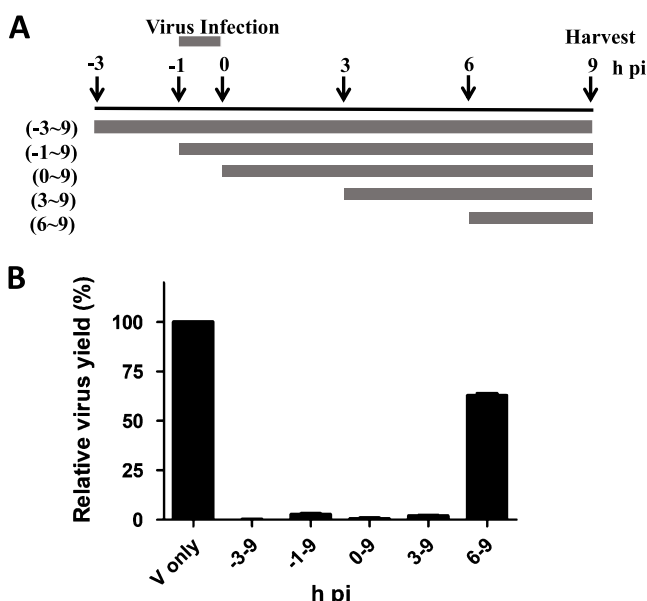 A
Virus Infection
Harvest
-3 -1 0 3 6 9 h pi
(-3~9)
(-1~9)
(0~9)
(3~9)
(6~9)
B
Relative virus yield (%)
100
75
50
25
0
V only -3-9 -1-9 0-9 3-9 6-9
h pi